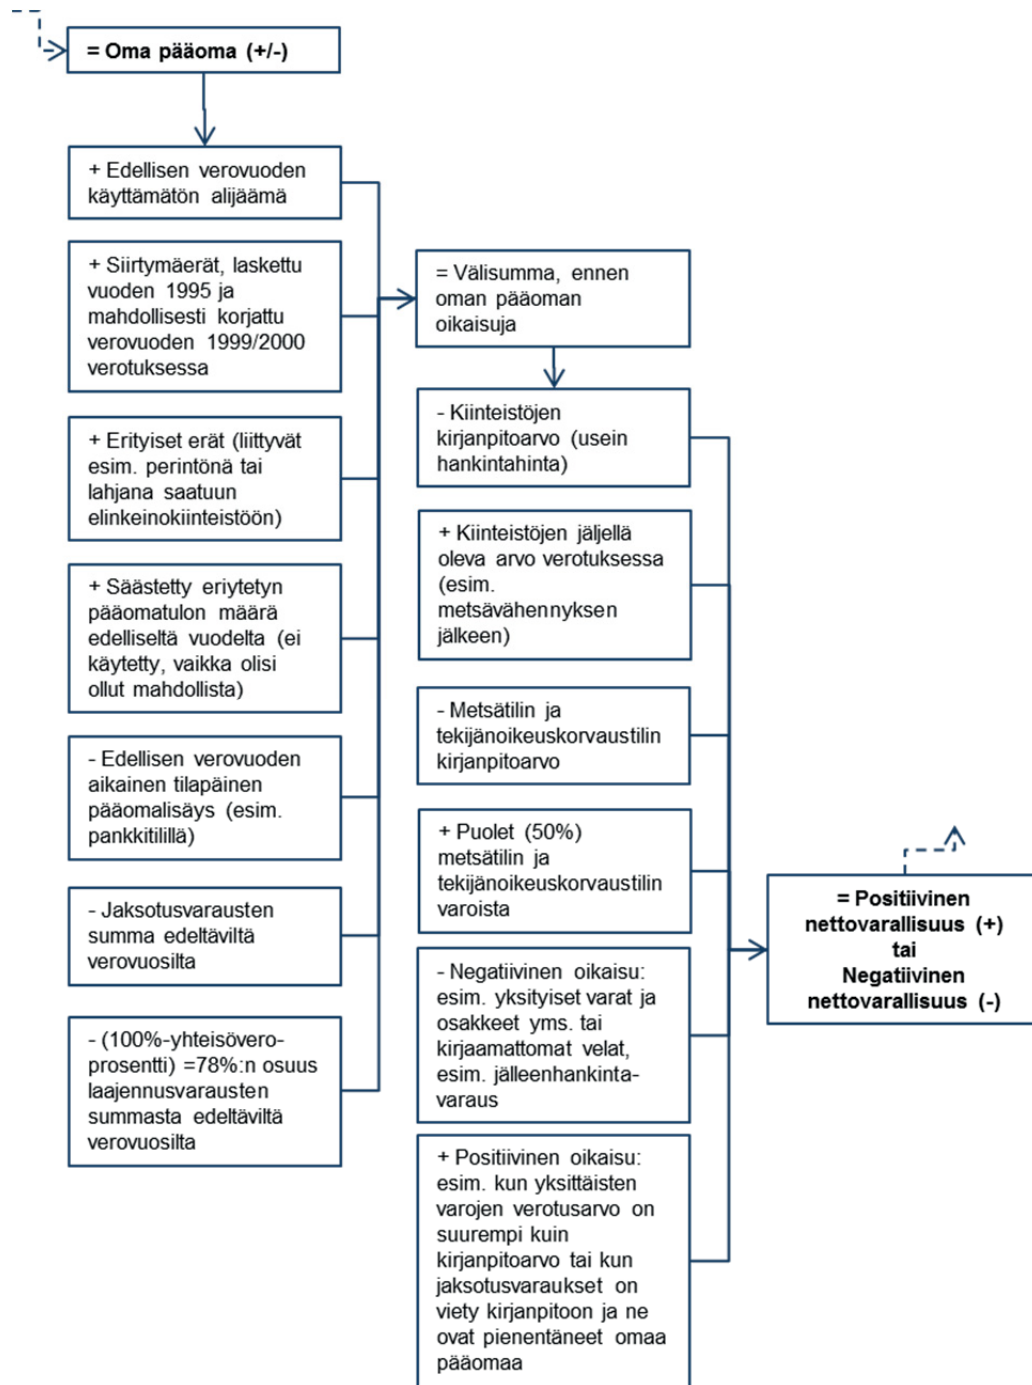 = Oma pääoma (+/-)
+ Edellisen verovuoden
käyttämätön alijäämä
+ Siirtymäerät, laskettu
vuoden 1995 ja
mahdollisesti korjattu
verovuoden 1999/2000
verotuksessa
+ Erityiset erät (liittyvät
esim. perintönä tai
lahjana saatuun
elinkeinokiinteistöön)
+ Säästetty eriytetyn
pääomatulon määrä
edelliseltä vuodelta (ei
käytetty, vaikka olisi
ollut mahdollista)
- Edellisen verovuoden
aikainen tilapäinen
pääomalisäys (esim.
pankkitilillä)
- Jaksotusvarausten
summa edeltäviltä
verovuosilta
- (100%-yhteisövero-
prosentti) =78%:n osuus
laajennusvarausten
summasta edeltäviltä
verovuosilta
= Välisumma, ennen
oman pääoman
oikaisuja
- Kiinteistöjen
kirjanpitoarvo (usein
hankintahinta)
+ Kiinteistöjen jäljellä
oleva arvo verotuksessa
(esim.
metsävähennyksen
jälkeen)
- Metsätilin ja
tekijänoikeuskorvaustilin
kirjanpitoarvo
+ Puolet (50%)
metsätilin ja
tekijänoikeuskorvaustilin
varoista
- Negatiivinen oikaisu:
esim. yksityiset varat ja
osakkeet yms. tai
kirjaamattomat velat,
esim. jälleenhankinta-
varaus
+ Positiivinen oikaisu:
esim. kun yksittäisten
varojen verotusarvo on
suurempi kuin
kirjanpitoarvo tai kun
jaksotusvaraukset on
viety kirjanpitoon ja ne
ovat pienentäneet omaa
pääomaa
= Positiivinen
nettovarallisuus (+)
tai
Negatiivinen
nettovarallisuus (-)